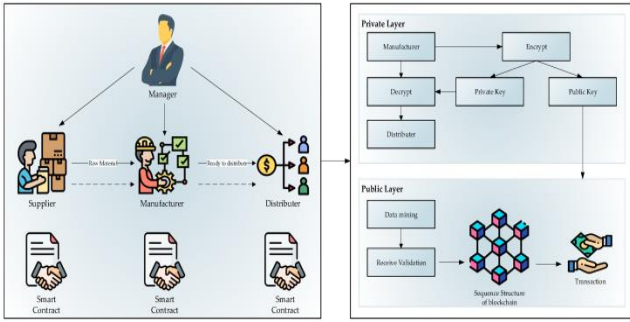 Manager
Raw Material
Ready to distribute
Supplier
Manufacturer
Distributer
Smart
Contract
Smart
Contract
Smart
Contract
Private Layer
Manufacturer
Encrypt
Decrypt
Private Key
Public Key
Distributer
Public Layer
Data mining
Receive Validation
Sequence Structure
of blockchain
Transaction